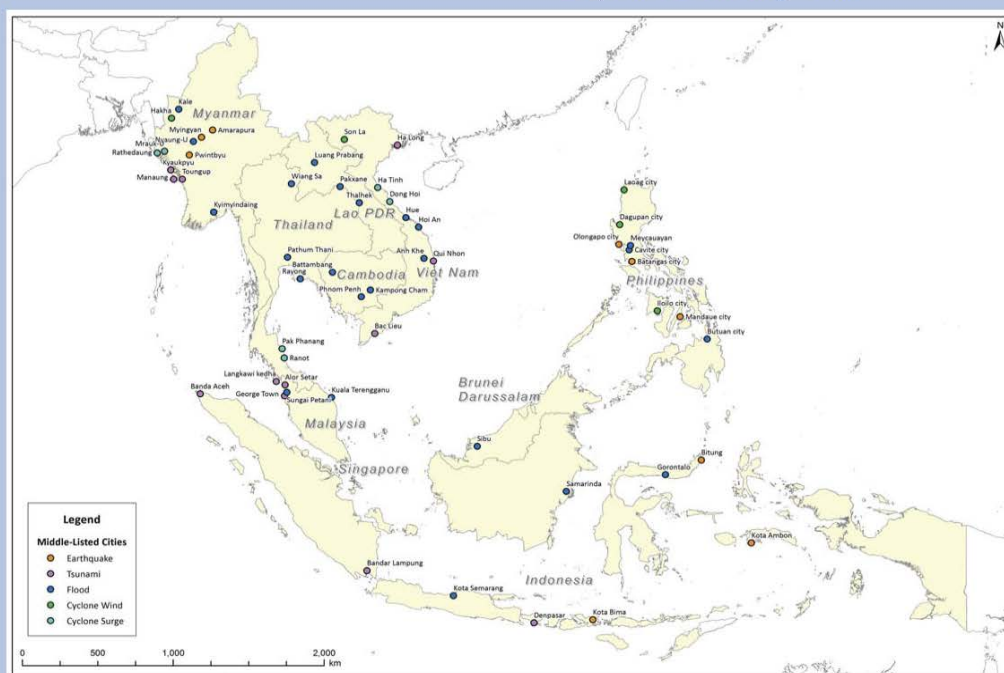 N
Kale
Hakha
Myanmar
Myingyan
Amarapura
Nyaung-U
Mrauk-U
Rathedaung
Pwintbyu
Kyaukpyu
Toungup
Manaung
Kyimyindaing
Son La
Ha Long
Luang Prabang
Wiang Sa
Pakxane
Ha Tinh
Thalhek
Dong Hoi
Lao PDR
Hue
Hoi An
Thailand
Pathum Thani
Battambang
Rayong
Anh Khe
Qui Nhon
Cambodia
Viet Nam
Phnom Penh
Kampong Cham
Bac Lieu
Laoag city
Dagupan city
Olongapo city
Meycauayan
Cavite city
Batangas city
Philippines
Iloilo city
Mandaue city
Butuan city
Pak Phanang
Ranot
Langkawi kedha
Alor Setar
Banda Aceh
George Town
Sungai Petani
Kuala Terengganu
Malaysia
Brunei
Darussalam
Singapore
Sibu
Bitung
Gorontalo
Samarinda
Kota Ambon
Bandar Lampung
Indonesia
Kota Semarang
Denpasar
Kota Bima
Legend
Middle-Listed Cities
Earthquake
Tsunami
Flood
Cyclone Wind
Cyclone Surge
0 500 1,000 2,000
km